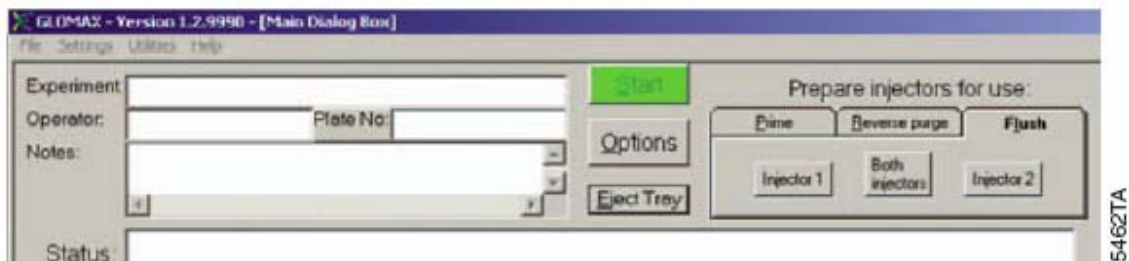 GLOMAX - Version 1.2.9990 - [Main Dialog Box]
File Settings Utilities Help
Experiment
Operator:
Plate No:
Notes:
Start
Options
Eject Tray
Prepare injectors for use:
Prime
Reverse purge
Flush
Injector 1
Both injectors
Injector 2
Status:
5462TA